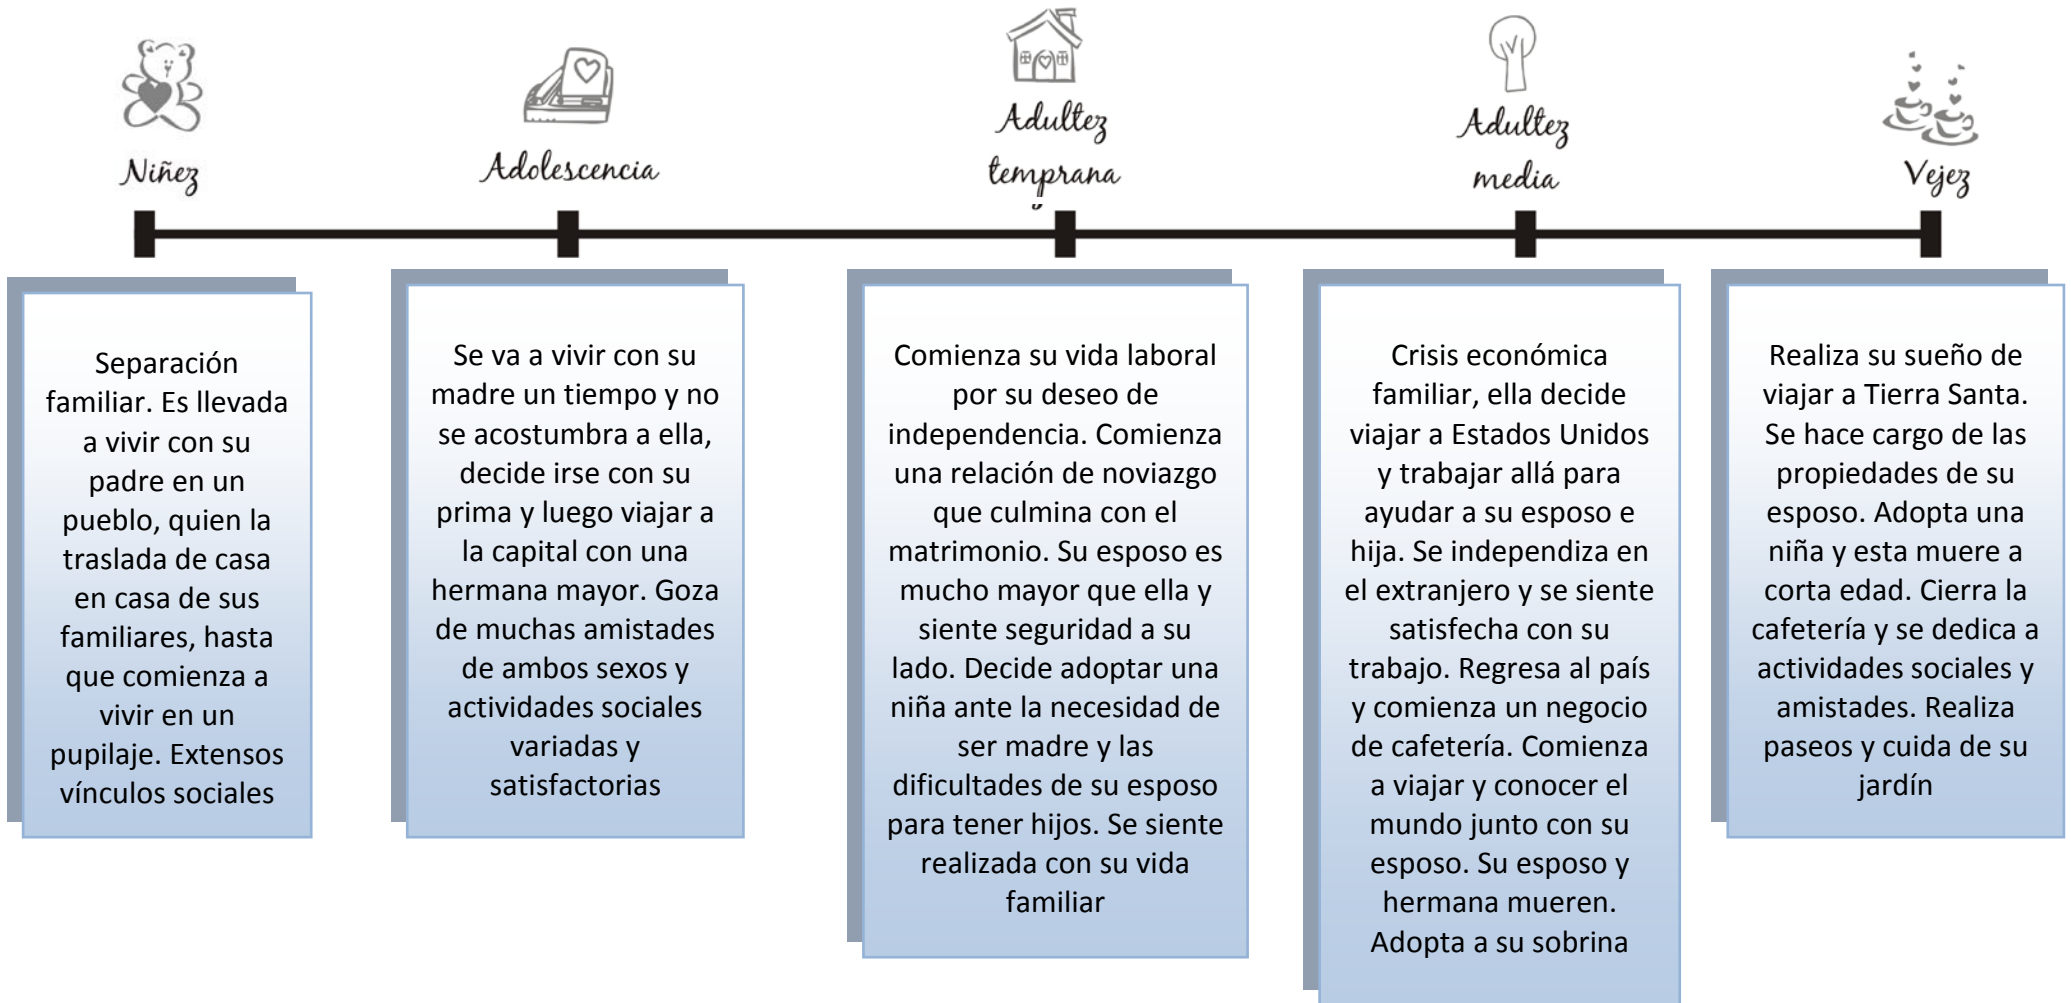 Niñez
Adolescencia
Adultez
temprana
Adultez
media
Vejez
Separación
familiar. Es llevada
a vivir con su
padre en un
pueblo, quien la
traslada de casa
en casa de sus
familiares, hasta
que comienza a
vivir en un
pupilaje. Extensos
vínculos sociales
Se va a vivir con su
madre un tiempo y no
se acostumbra a ella,
decide irse con su
prima y luego viajar a
la capital con una
hermana mayor. Goza
de muchas amistades
de ambos sexos y
actividades sociales
variadas y
satisfactorias
Comienza su vida laboral
por su deseo de
independencia. Comienza
una relación de noviazgo
que culmina con el
matrimonio. Su esposo es
mucho mayor que ella y
siente seguridad a su
lado. Decide adoptar una
niña ante la necesidad de
ser madre y las
dificultades de su esposo
para tener hijos. Se siente
realizada con su vida
familiar
Crisis económica
familiar, ella decide
viajar a Estados Unidos
y trabajar allá para
ayudar a su esposo e
hija. Se independiza en
el extranjero y se siente
satisfecha con su
trabajo. Regresa al país
y comienza un negocio
de cafetería. Comienza
a viajar y conocer el
mundo junto con su
esposo. Su esposo y
hermana mueren.
Adopta a su sobrina
Realiza su sueño de
viajar a Tierra Santa.
Se hace cargo de las
propiedades de su
esposo. Adopta una
niña y esta muere a
corta edad. Cierra la
cafetería y se dedica a
actividades sociales y
amistades. Realiza
paseos y cuida de su
jardín